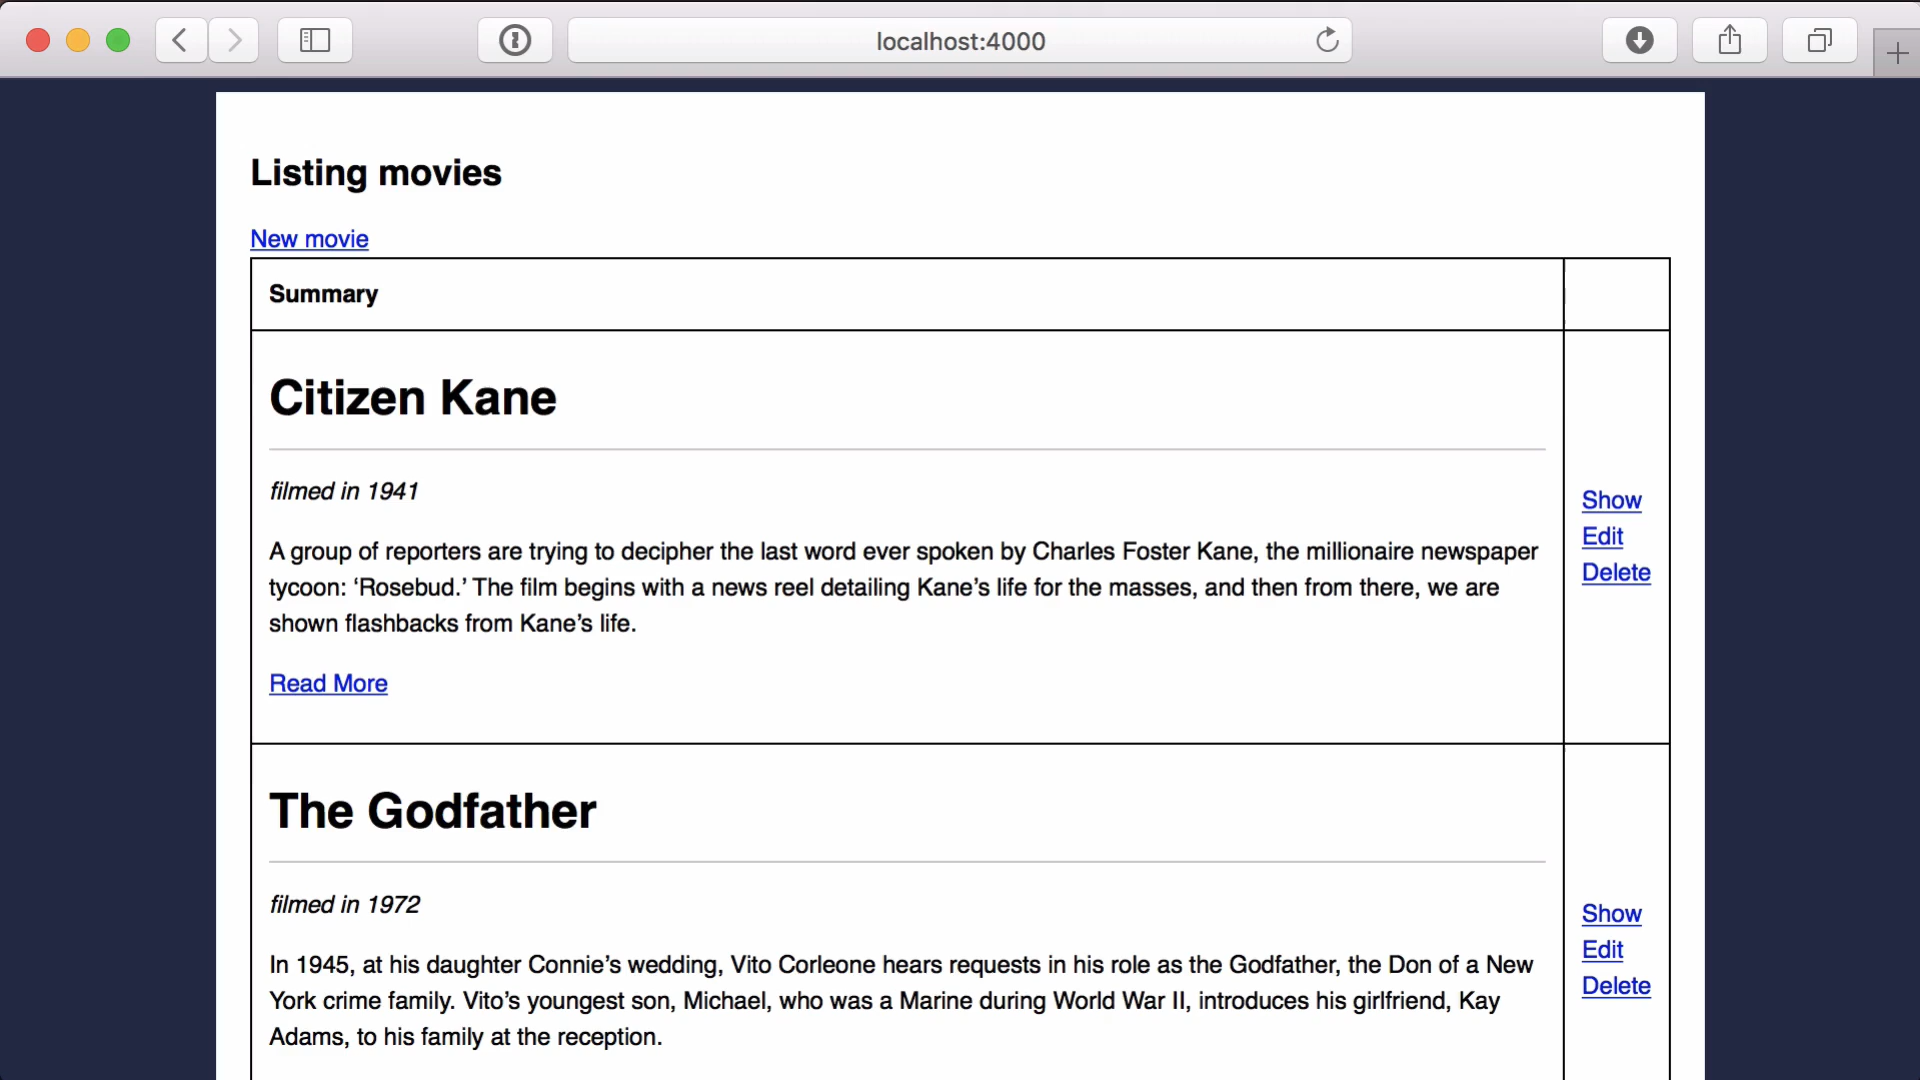 localhost:4000
Listing movies
New movie
Summary
Citizen Kane
filmed in 1941
A group of reporters are trying to decipher the last word ever spoken by Charles Foster Kane, the millionaire newspaper
tycoon: ‘Rosebud.’ The film begins with a news reel detailing Kane’s life for the masses, and then from there, we are
shown flashbacks from Kane’s life.
Read More
Show
Edit
Delete
The Godfather
filmed in 1972
In 1945, at his daughter Connie’s wedding, Vito Corleone hears requests in his role as the Godfather, the Don of a New
York crime family. Vito’s youngest son, Michael, who was a Marine during World War II, introduces his girlfriend, Kay
Adams, to his family at the reception.
Show
Edit
Delete